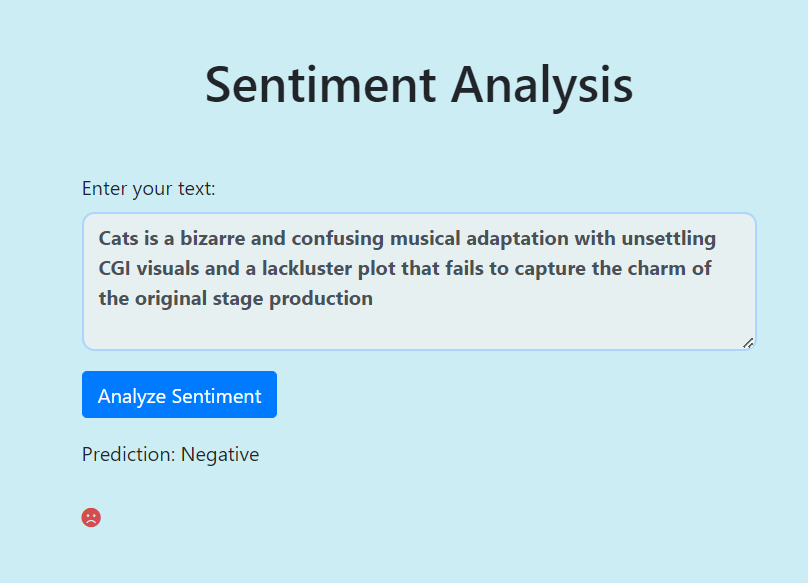 Sentiment Analysis
Enter your text:
Cats is a bizarre and confusing musical adaptation with unsettling
CGI visuals and a lackluster plot that fails to capture the charm of
the original stage production
Analyze Sentiment
Prediction: Negative